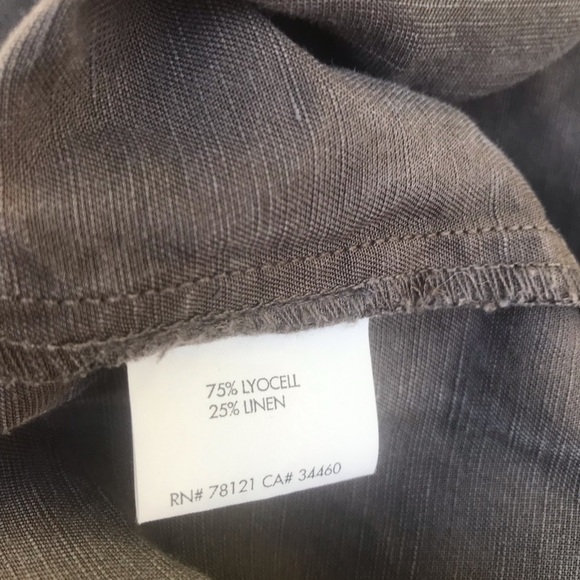 75% LYOCELL
25% LINEN
RN# 78121 CA# 34460